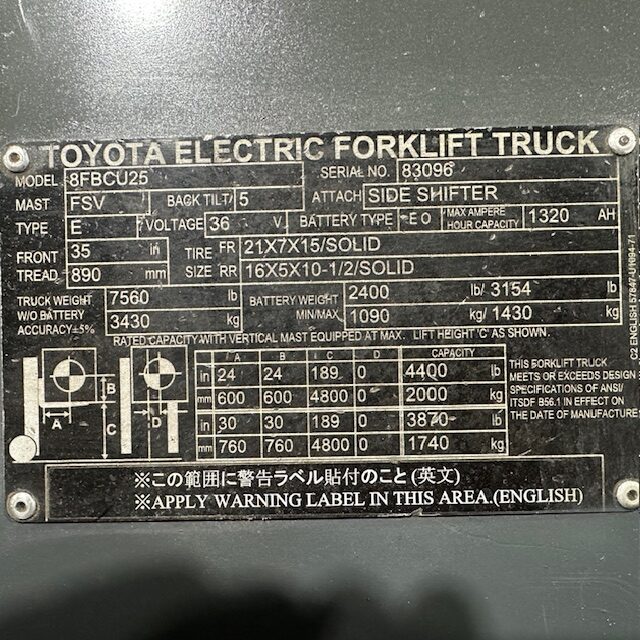 TOYOTA ELECTRIC FORKLIFT TRUCK
MODEL 8FBCU25 SERIAL NO. 83096
MAST FSV BACK TILT/ 5 ATTACH SIDE SHIFTER
TYPE E /VOLTAGE 36 V BATTERY TYPE E O MAX AMPERE HOUR CAPACITY 1320 AH
FRONT 35 in TIRE FR 21X7X15/SOLID
TREAD 890 mm SIZE RR 16X5X10-1/2/SOLID
TRUCK WEIGHT 7560 lb BATTERY WEIGHT 2400 lb/ 3154 lb
W/O BATTERY
ACCURACY±5% 3430 kg MIN/MAX 1090 kg/ 1430 kg
RATED CAPACITY WITH VERTICAL MAST EQUIPPED AT MAX. LIFT HEIGHT 'C' AS SHOWN.
A B C D CAPACITY
in 24 24 189 0 4400 lb
mm 600 600 4800 0 2000 kg
in 30 30 189 0 3870 lb
mm 760 760 4800 0 1740 kg
A B C D
THIS FORKLIFT TRUCK
MEETS OR EXCEEDS DESIGN
SPECIFICATIONS OF ANSI/
ITSDF B56.1 IN EFFECT ON
THE DATE OF MANUFACTURE
※この範囲に警告ラベル貼付のこと(英文)
※APPLY WARNING LABEL IN THIS AREA.(ENGLISH)
C2 ENGLISH